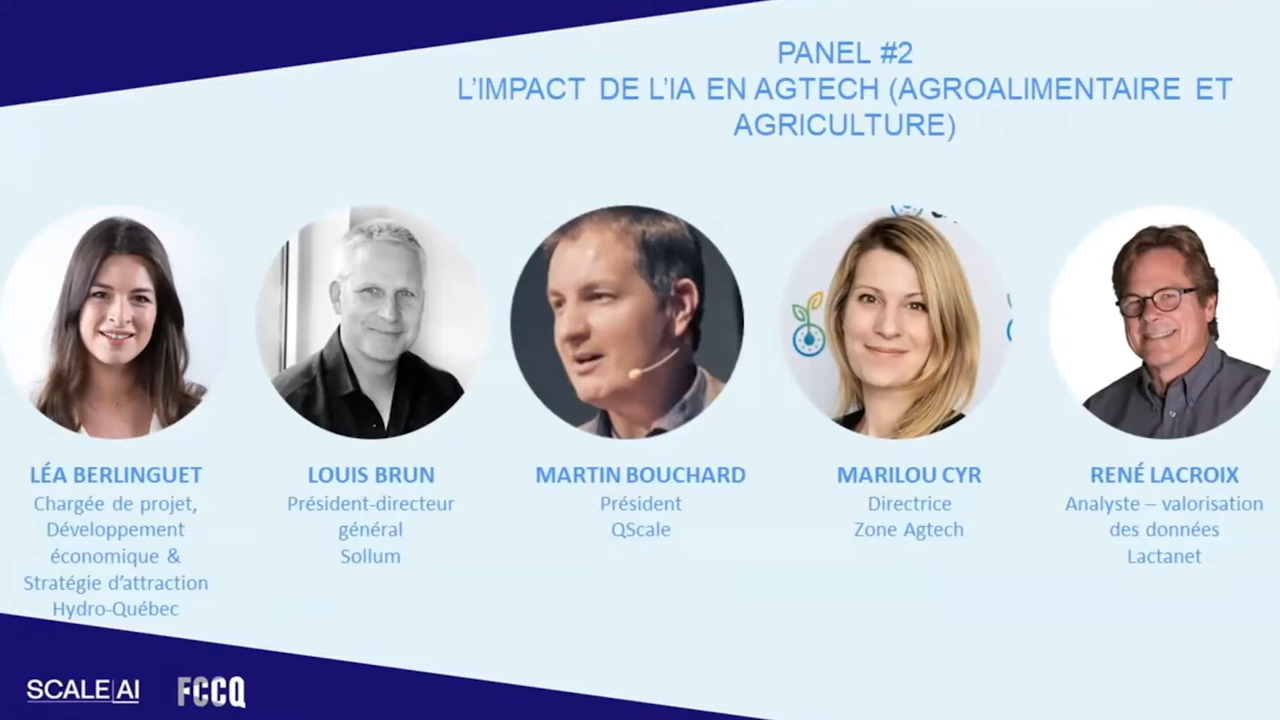 PANEL #2
L'IMPACT DE L'IA EN AGTECH (AGROALIMENTAIRE ET
AGRICULTURE)
LÉA BERLINGUET
Chargée de projet,
Développement
économique &
Stratégie d'attraction
Hydro-Québec
LOUIS BRUN
Président-directeur
général
Sollum
MARTIN BOUCHARD
Président
QScale
MARILOU CYR
Directrice
Zone Agtech
RENÉ LACROIX
Analyste – valorisation
des données
Lactanet
SCALE|AI
FCCQ